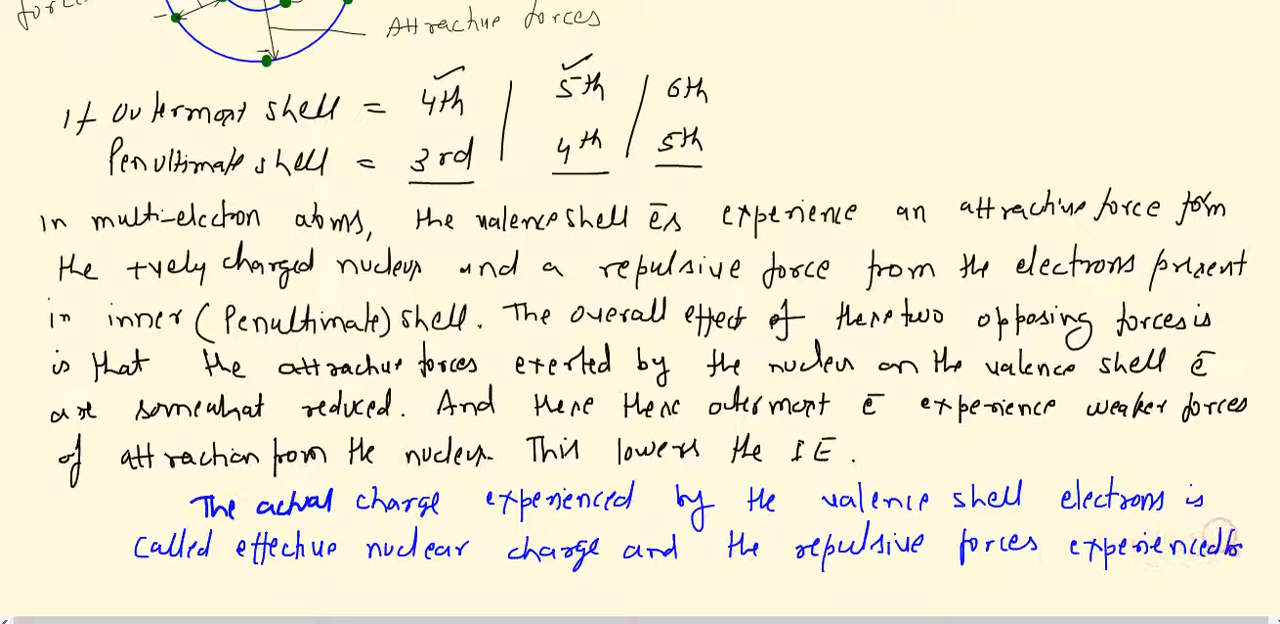 forces
Attractive forces
If outermost shell = 4th | 5th / 6th
Penultimate shell = 3rd | 4th / 5th
In multi-elcctron atoms, the valence shell ēs experience an attractive force form
the +vely charged nucleus and a repulsive force from the electrons present
in inner (Penultimate) shell. The overall effect of these two opposing forces is
is that the attractive forces exerted by the nucleus on the valence shell ē
are somewhat reduced. And these outermost ē experience weaker forces
of attraction from the nucleus. This lowers the IE.
The actual charge experienced by the valence shell electrons is
called effective nuclear charge and the repulsive forces experienced